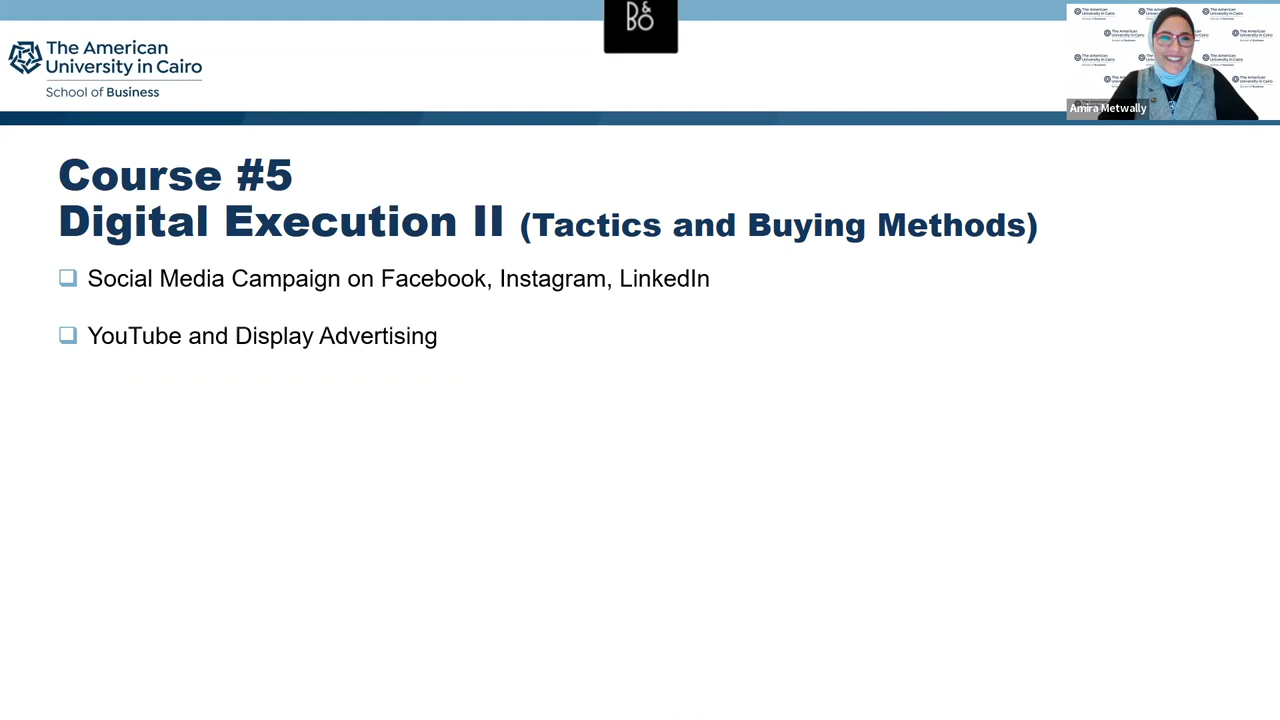 D&
BO
The American
University in Cairo
School of Business
Amira Metwally
Course #5
Digital Execution II (Tactics and Buying Methods)
Social Media Campaign on Facebook, Instagram, LinkedIn
YouTube and Display Advertising